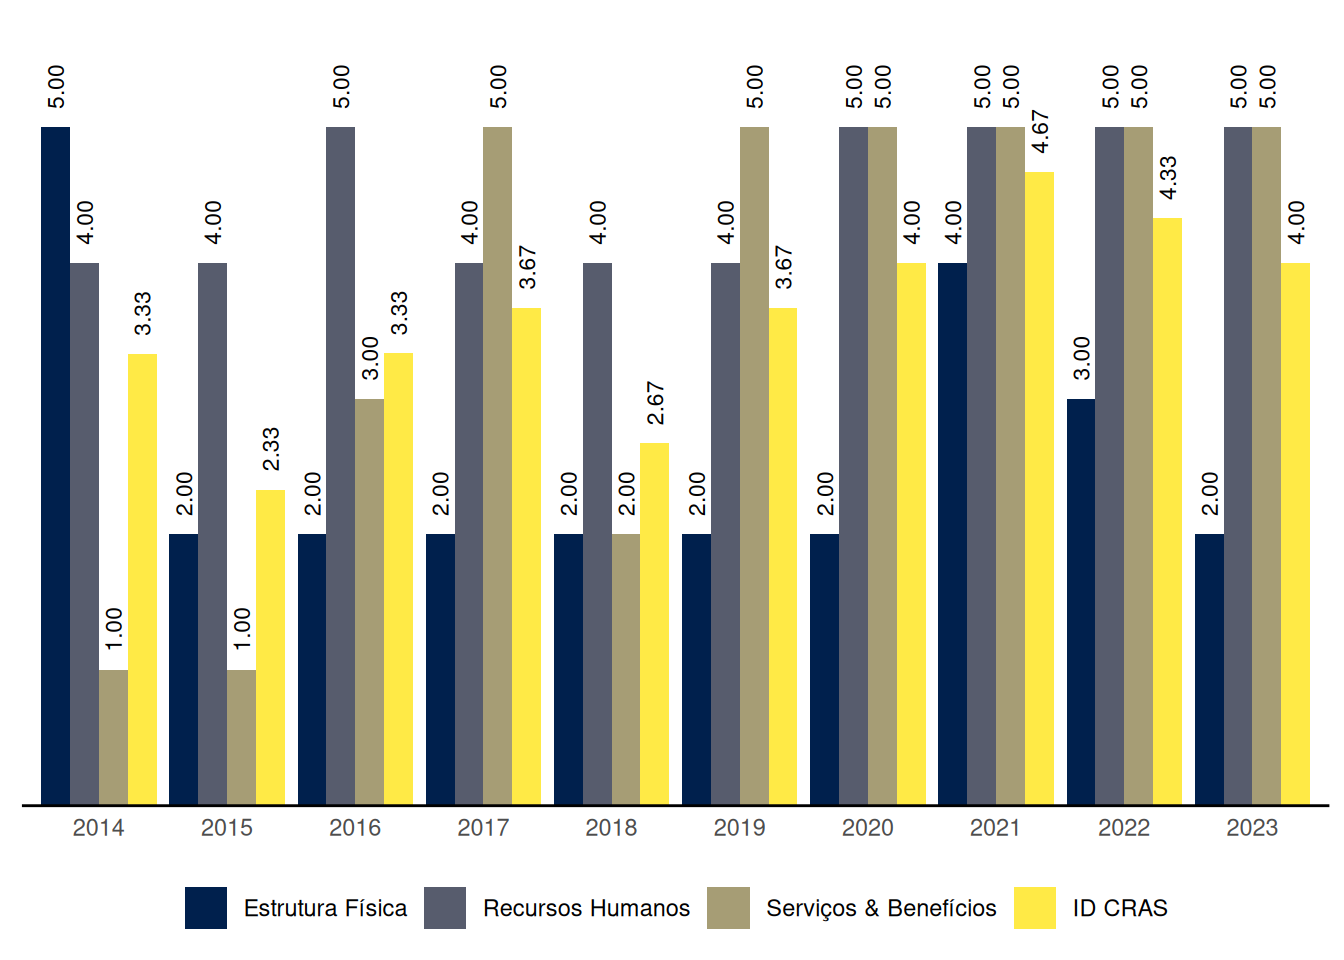 5.00 4.00 1.00 3.33 2.00 4.00 1.00 2.33 2.00 5.00 3.00 3.33 2.00 4.00 5.00 3.67 2.00 4.00 2.00 2.67 2.00 4.00 5.00 3.67 2.00 5.00 5.00 4.00 4.00 5.00 5.00 4.67 3.00 5.00 5.00 4.33 2.00 5.00 5.00 4.00
2014 2015 2016 2017 2018 2019 2020 2021 2022 2023
Estrutura Física Recursos Humanos Serviços & Benefícios ID CRAS